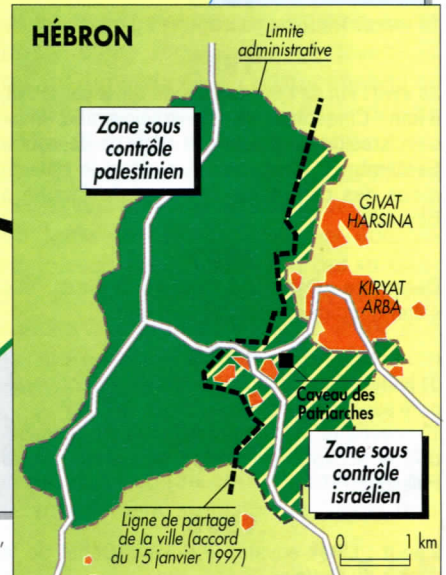 HÉBRON
Limite
administrative
Zone sous
contrôle
palestinien
GIVAT
HARSINA
KIRYAT
ARBA
Caveau des
Patriarches
Zone sous
contrôle
israélien
Ligne de partage
de la ville (accord
du 15 janvier 1997)
0 1 km